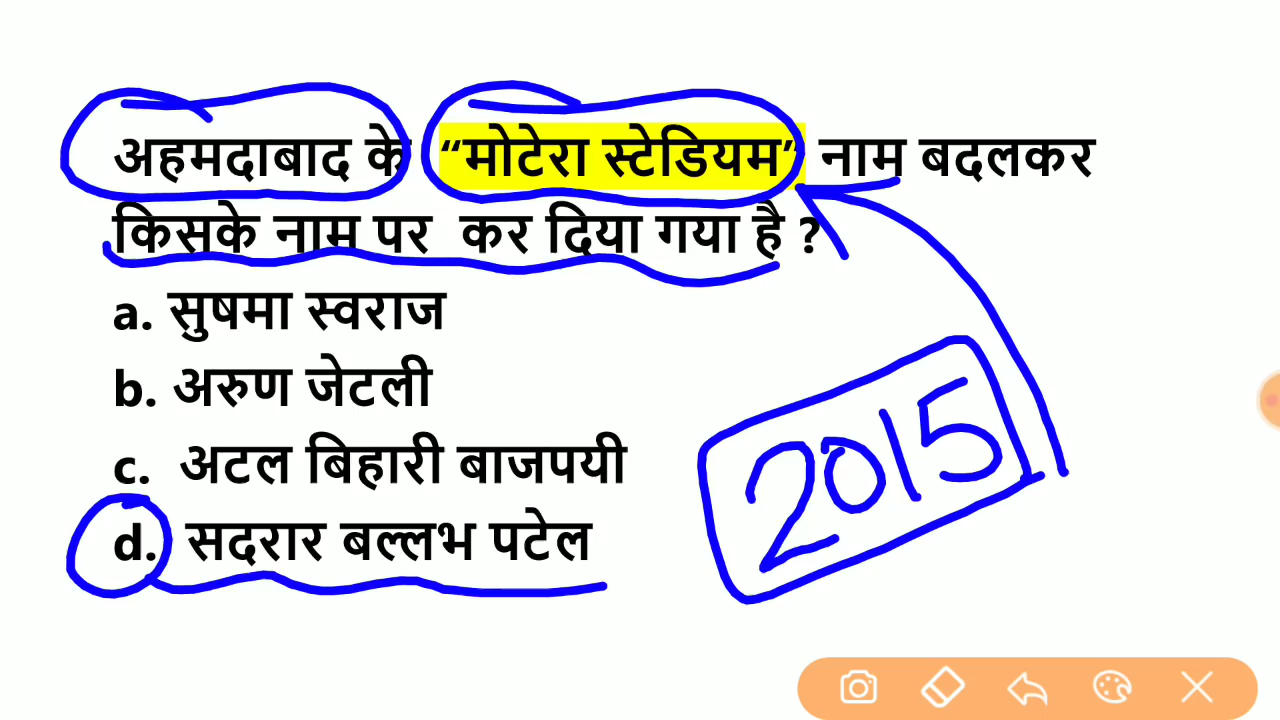 अहमदाबाद के “मोटेरा स्टेडियम” नाम बदलकर
किसके नाम पर कर दिया गया है ?
a. सुषमा स्वराज
b. अरुण जेटली
c. अटल बिहारी बाजपयी
d. सदरार बल्लभ पटेल
2015